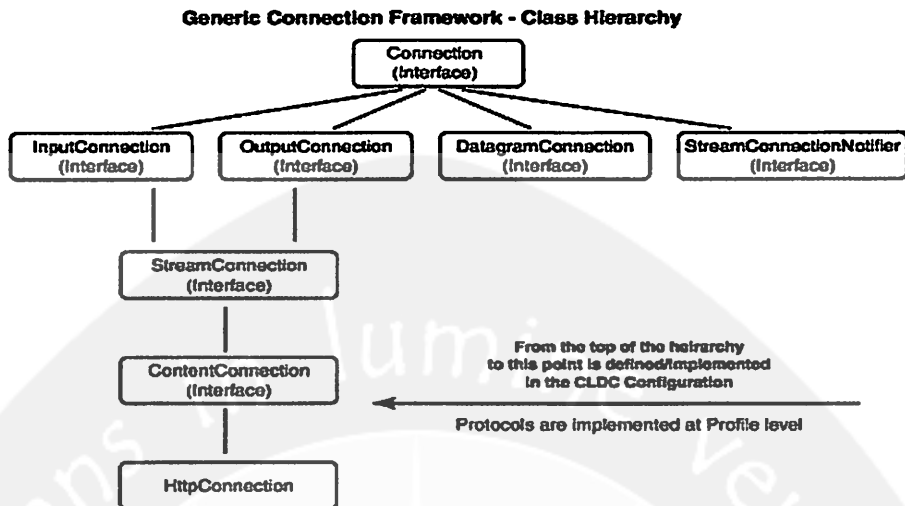 Generic Connection Framework - Class Hierarchy
Connection
(Interface)
InputConnection
(Interface)
OutputConnection
(Interface)
DatagramConnection
(Interface)
StreamConnectionNotifier
(Interface)
StreamConnection
(Interface)
From the top of the heirarchy
to this point is defined/implemented
in the CLDC Configuration
ContentConnection
(Interface)
Protocols are implemented at Profile level
HttpConnection
lumine